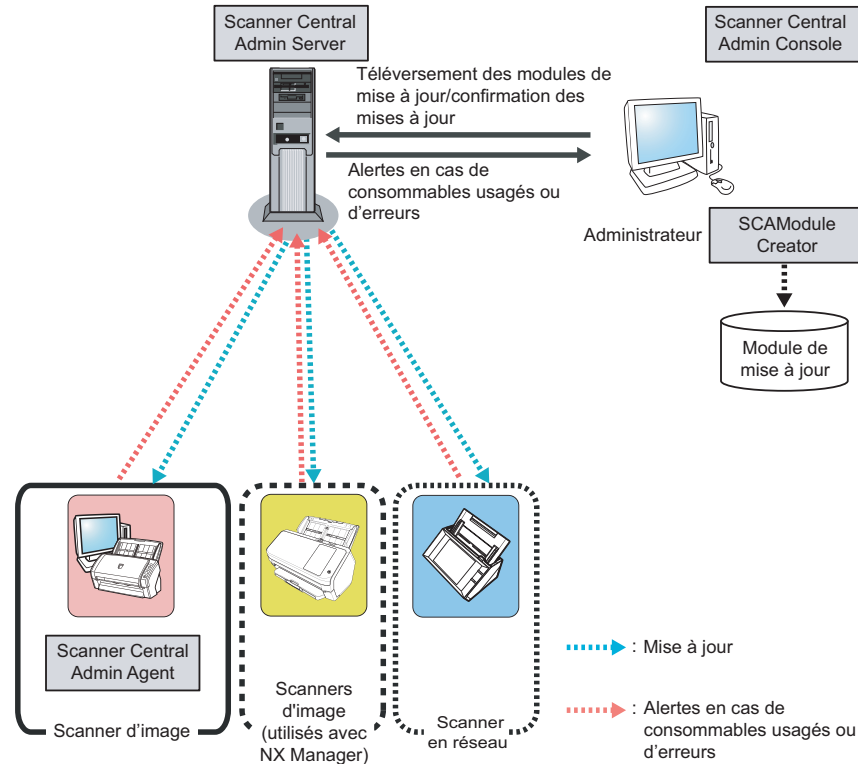 Scanner Central
Admin Server
Scanner Central
Admin Console
Téléversement des modules de
mise à jour/confirmation des
mises à jour
Alertes en cas de
consommables usagés ou
d’erreurs
Administrateur
SCAModule
Creator
Module de
mise à jour
Scanner Central
Admin Agent
Scanner d’image
Scanners
d'image
(utilisés avec
NX Manager)
Scanner
en réseau
: Mise à jour
: Alertes en cas de
consommables usagés ou
d’erreurs